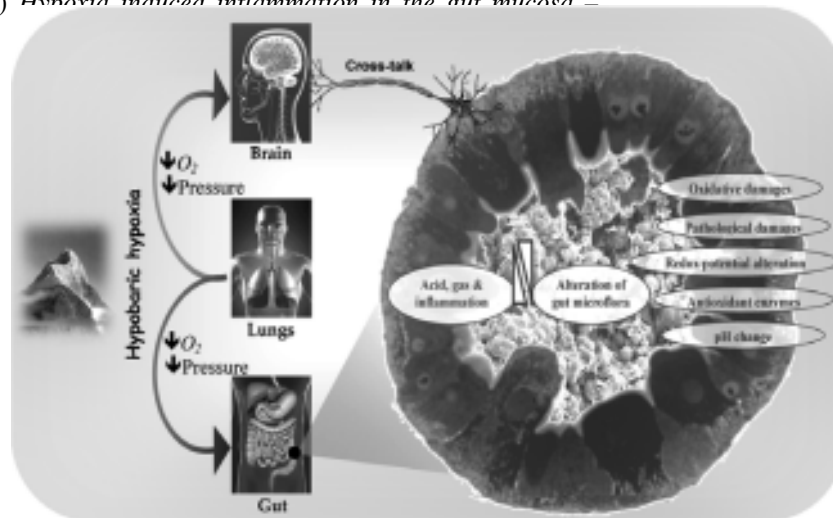 ) Hypoxia induced inflammation in the gut mucosa –
Cross-talk
Brain
↓O2
↓Pressure
Hypobaric hypoxia
Lungs
↓O2
↓Pressure
Gut
Acid, gas &
inflammation
Alteration of
gut microflora
Oxidative damages
Pathological damages
Redox potential alteration
Antioxidant enzymes
pH change